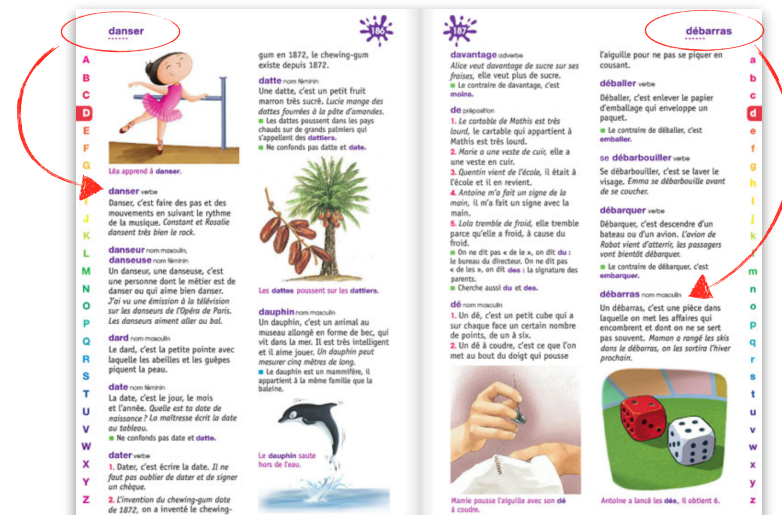 danser
186
187
débarras
A
B
C
D
E
F
G
I
J
K
L
M
N
O
P
Q
R
S
T
U
V
W
X
Y
Z
Léa apprend à danser.
danser verbe
Danser, c'est faire des pas et des
mouvements en suivant le rythme
de la musique. Constant et Rosalie
dansent très bien le rock.
danseur nom masculin,
danseuse nom féminin
Un danseur, une danseuse, c'est
une personne dont le métier est de
danser ou qui aime bien danser.
J'ai vu une émission à la télévision
sur les danseurs de l'Opéra de Paris.
Les danseurs aiment aller au bal.
dard nom masculin
Le dard, c'est la petite pointe avec
laquelle les abeilles et les guêpes
piquent la peau.
date nom féminin
La date, c'est le jour, le mois
et l'année. Quelle est ta date de
naissance ? La maîtresse écrit la date
au tableau.
Ne confonds pas date et datte.
dater verbe
1. Dater, c'est écrire la date. Il ne
faut pas oublier de dater et de signer
un chèque.
2. L'invention du chewing-gum date
de 1872, on a inventé le chewing-
gum en 1872, le chewing-gum
existe depuis 1872.
datte nom féminin
Une datte, c'est un petit fruit
marron très sucré. Lucie mange des
dattes fourrées à la pâte d'amandes.
Les dattes poussent dans les pays
chauds sur de grands palmiers qui
s'appellent des dattiers.
Ne confonds pas datte et date.
Les dattes poussent sur les dattiers.
dauphin nom masculin
Un dauphin, c'est un animal au
museau allongé en forme de bec, qui
vit dans la mer. Il est très intelligent
et il aime jouer. Un dauphin peut
mesurer cinq mètres de long.
Le dauphin est un mammifère, il
appartient à la même famille que la
baleine.
Le dauphin saute
hors de l'eau.
davantage adverbe
Alice veut davantage de sucre sur ses
fraises, elle veut plus de sucre.
Le contraire de davantage, c'est
moins.
de préposition
1. Le cartable de Mathis est très
lourd, le cartable qui appartient à
Mathis est très lourd.
2. Marie a une veste de cuir, elle a
une veste en cuir.
3. Quentin vient de l'école, il était à
l'école et il en revient.
4. Antoine m'a fait un signe de la
main, il m'a fait un signe avec la
main.
5. Lola tremble de froid, elle tremble
parce qu'elle a froid, à cause du
froid.
On ne dit pas « de le », on dit du :
le bureau du directeur. On ne dit pas
« de les », on dit des : la signature des
parents.
Cherche aussi du et des.
dé nom masculin
1. Un dé, c'est un petit cube qui a
sur chaque face un certain nombre
de points, de un à six.
2. Un dé à coudre, c'est ce que l'on
met au bout du doigt qui pousse
Mamie pousse l'aiguille avec son dé
à coudre.
l'aiguille pour ne pas se piquer en
cousant.
déballer verbe
Déballer, c'est enlever le papier
d'emballage qui enveloppe un
paquet.
Le contraire de déballer, c'est
emballer.
se débarbouiller verbe
Se débarbouiller, c'est se laver le
visage. Emma se débarbouille avant
de se coucher.
débarquer verbe
Débarquer, c'est descendre d'un
bateau ou d'un avion. L'avion de
Rabat vient d'atterrir, les passagers
vont bientôt débarquer.
Le contraire de débarquer, c'est
embarquer.
débarras nom masculin
Un débarras, c'est une pièce dans
laquelle on met les affaires qui
encombrent et dont on ne se sert
pas souvent. Maman a rangé les skis
dans le débarras, on les sortira l'hiver
prochain.
Antoine a lancé les dés, il obtient 6.
a
b
c
d
e
f
g
h
i
j
k
m
n
o
p
q
r
s
t
u
v
w
x
y
z